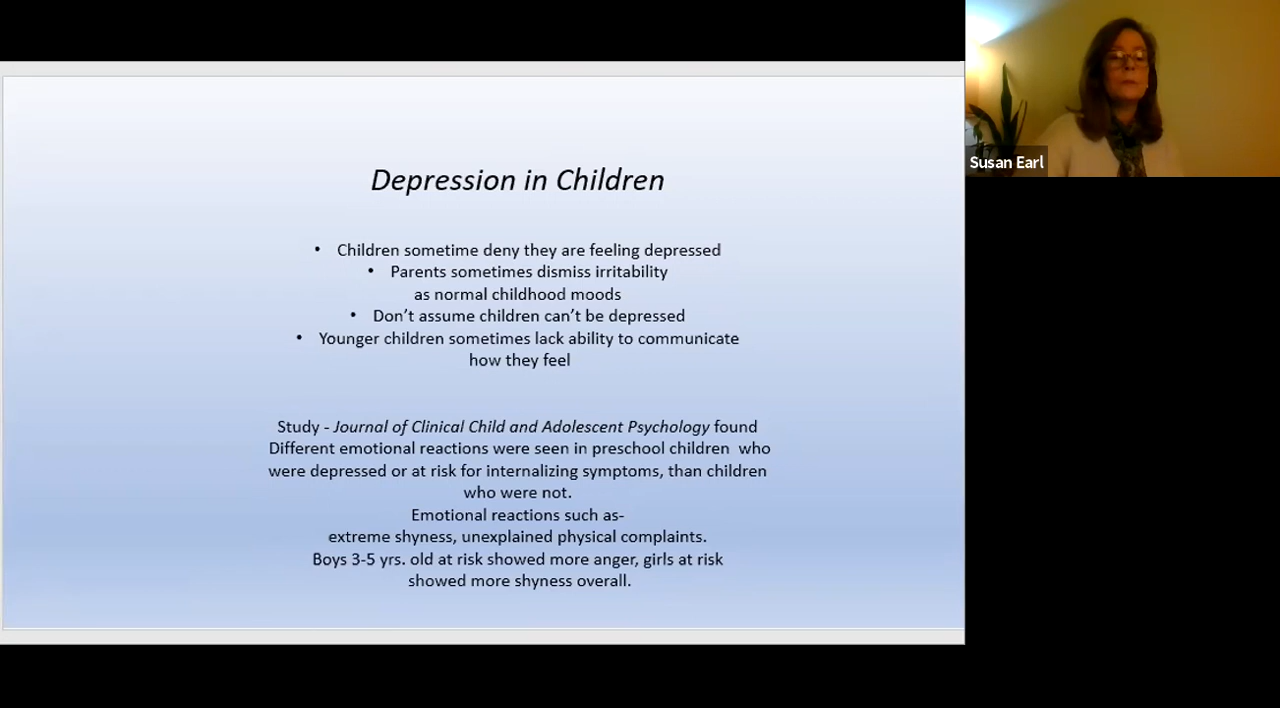 Depression in Children
• Children sometime deny they are feeling depressed
• Parents sometimes dismiss irritability
as normal childhood moods
• Don't assume children can't be depressed
• Younger children sometimes lack ability to communicate
how they feel
Study - Journal of Clinical Child and Adolescent Psychology found
Different emotional reactions were seen in preschool children  who
were depressed or at risk for internalizing symptoms, than children
who were not.
Emotional reactions such as-
extreme shyness, unexplained physical complaints.
Boys 3-5 yrs. old at risk showed more anger, girls at risk
showed more shyness overall.
Susan Earl